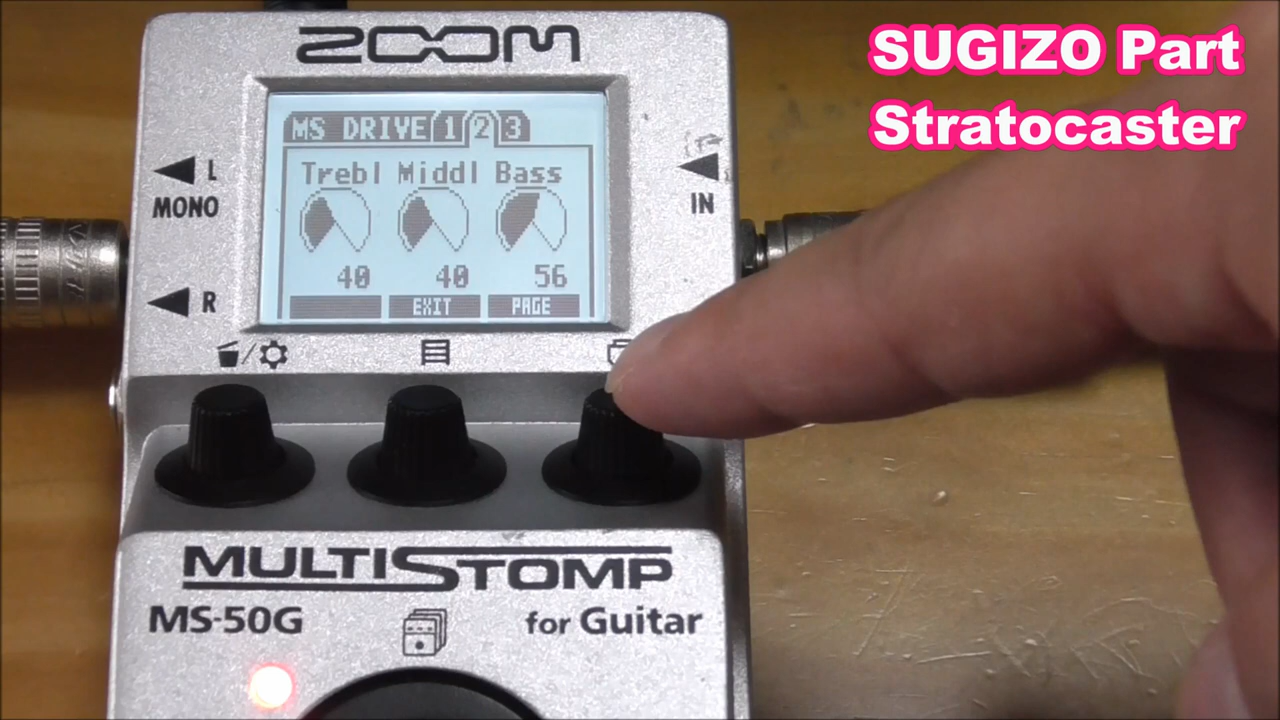 SUGIZO Part
Stratocaster
ZOOM
MS DRIVE 1 2 3
Trebl Middl Bass
40 40 56
EXIT PAGE
L
MONO
R
IN
MULTISTOMP
MS-50G for Guitar